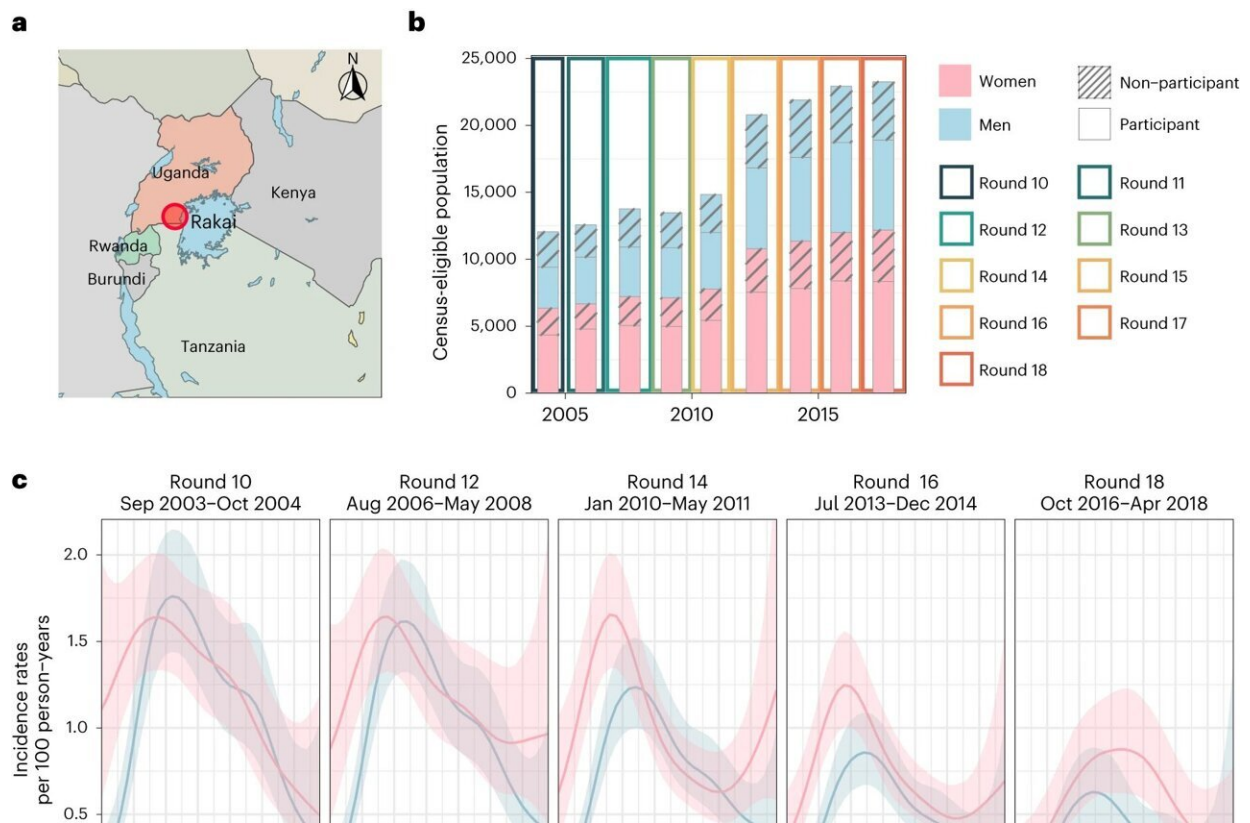 a
N
Uganda
Kenya
Rakai
Rwanda
Burundi
Tanzania
b
Census-eligible population
25,000
20,000
15,000
10,000
5,000
0
2005 2010 2015
Women Non-participant
Men Participant
Round 10 Round 11
Round 12 Round 13
Round 14 Round 15
Round 16 Round 17
Round 18
c
Round 10
Sep 2003–Oct 2004
Round 12
Aug 2006–May 2008
Round 14
Jan 2010–May 2011
Round 16
Jul 2013–Dec 2014
Round 18
Oct 2016–Apr 2018
Incidence rates
per 100 person-years
2.0
1.5
1.0
0.5